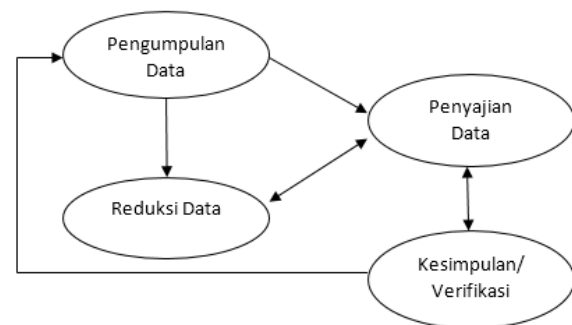 Pengumpulan
Data
Penyajian
Data
Reduksi Data
Kesimpulan/
Verifikasi